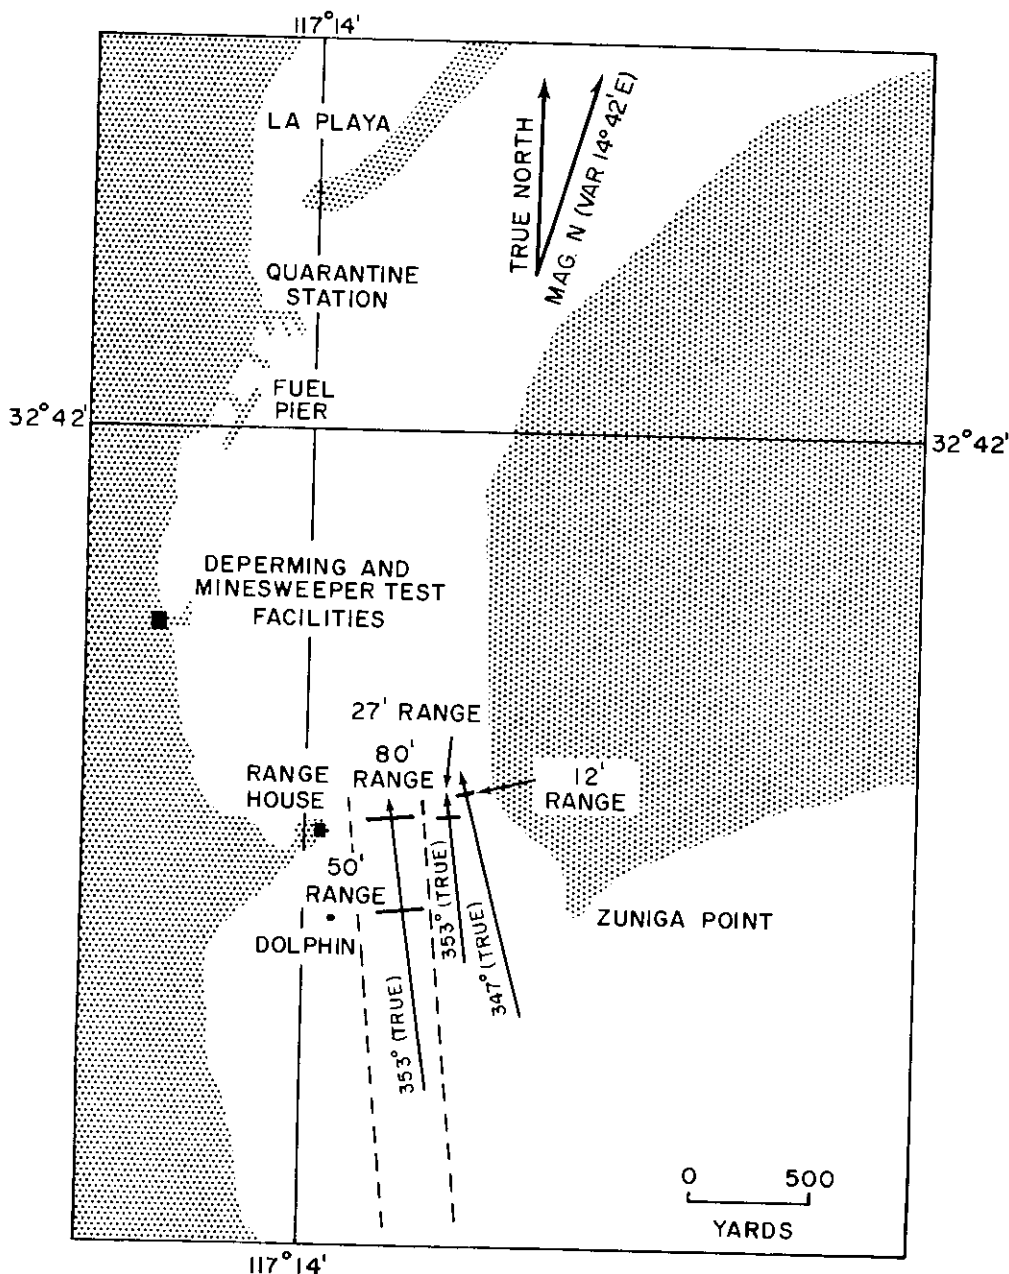 117°14'
LA PLAYA
TRUE NORTH
MAG. N (VAR 14° 42' E)
QUARANTINE
STATION
FUEL
PIER
32° 42'
32° 42'
DEPERMING AND
MINESWEEPER TEST
FACILITIES
27' RANGE
80'
RANGE
RANGE
HOUSE
12'
RANGE
50'
RANGE
DOLPHIN
353° (TRUE)
353° (TRUE)
347° (TRUE)
ZUNIGA POINT
0 500
YARDS
117° 14'